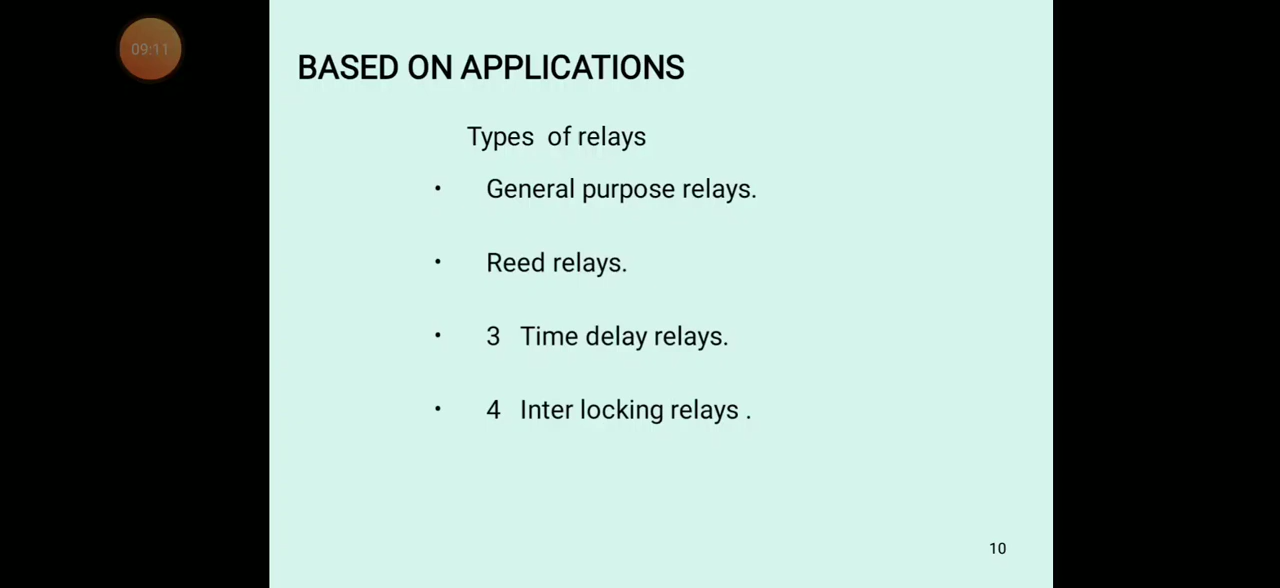 09:11
BASED ON APPLICATIONS
Types of relays
• General purpose relays.
• Reed relays.
• 3 Time delay relays.
• 4 Inter locking relays .
10